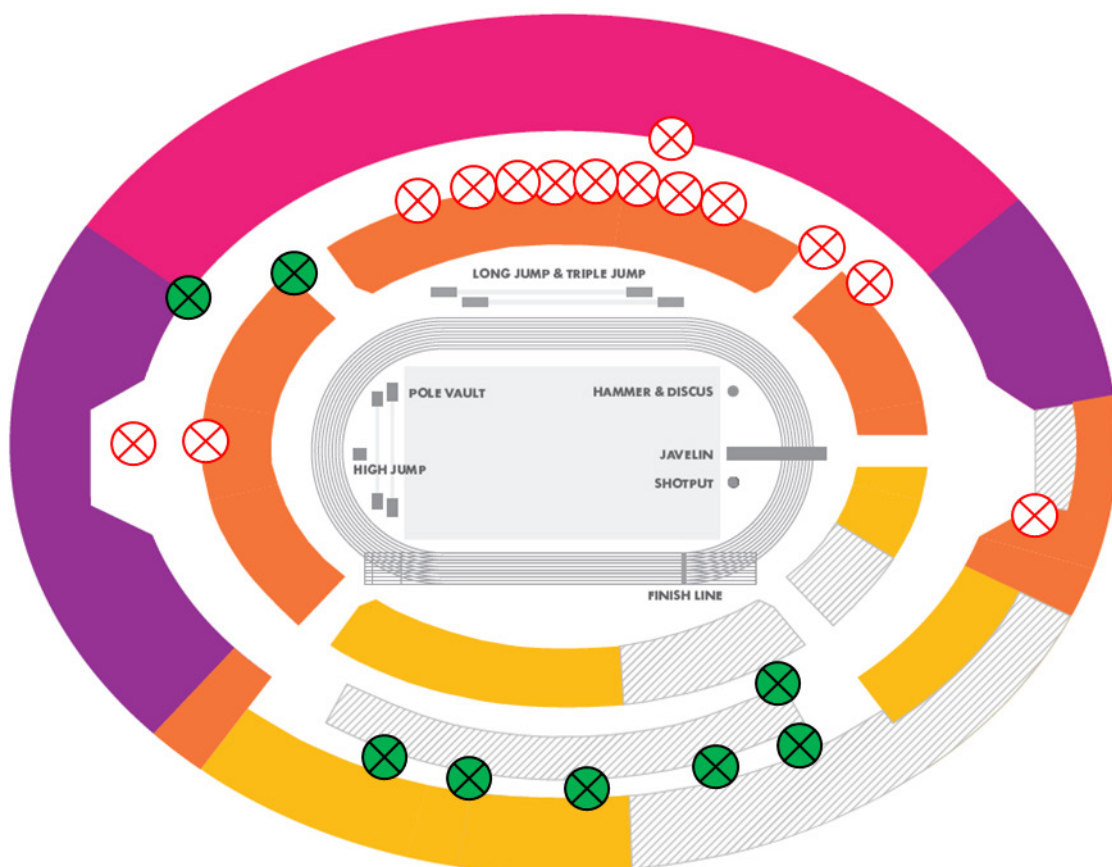 LONG JUMP & TRIPLE JUMP
POLE VAULT
HAMMER & DISCUS
HIGH JUMP
JAVELIN
SHOTPUT
FINISH LINE